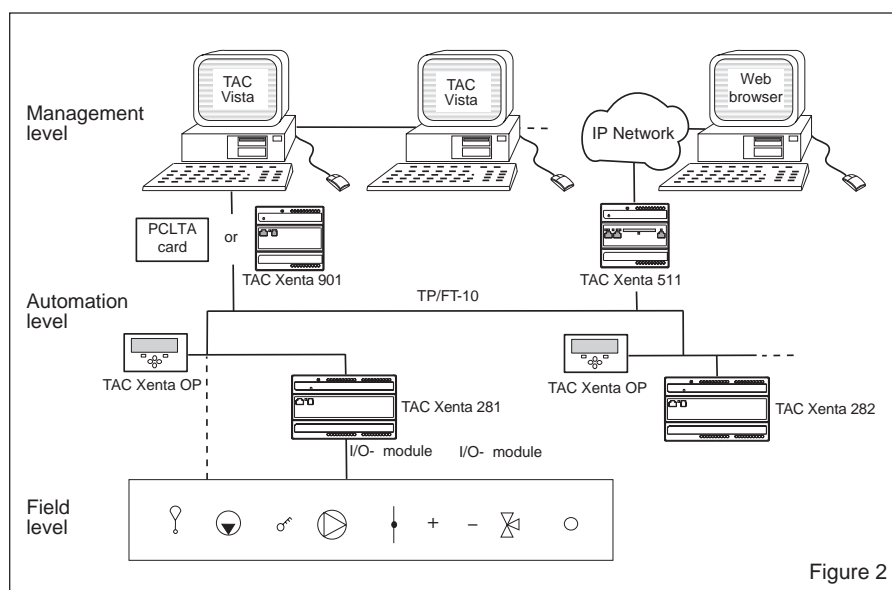 TAC
Vista
TAC
Vista
Web
browser
Management
level
IP Network
PCLTA
card
or
TAC Xenta 901
TAC Xenta 511
Automation
level
TP/FT-10
TAC Xenta OP
TAC Xenta OP
TAC Xenta 281
TAC Xenta 282
I/O- module
I/O- module
Field
level
+
–
Figure 2